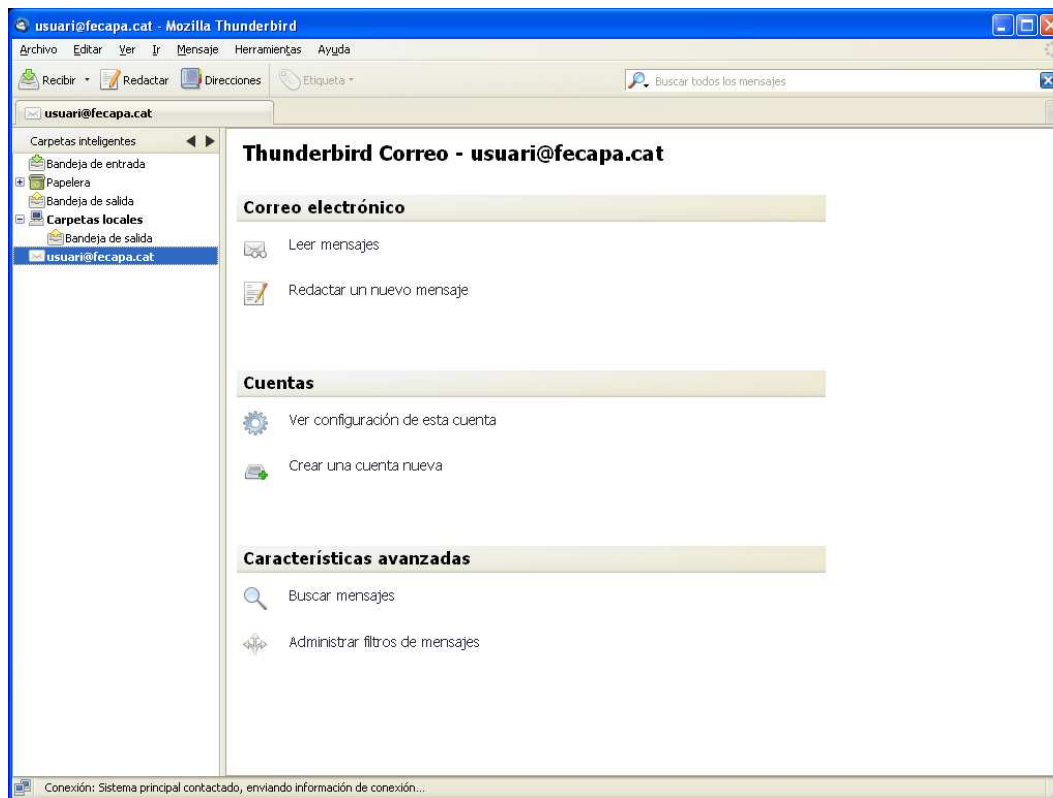 usuari@fecapa.cat - Mozilla Thunderbird
Archivo Editar Ver Ir Mensaje Herramientas Ayuda
Recibir Redactar Direcciones Etiqueta Buscar todos los mensajes
usuari@fecapa.cat
Carpetas inteligentes
Bandeja de entrada
Papelera
Bandeja de salida
Carpetas locales
Bandeja de salida
usuari@fecapa.cat
Thunderbird Correo - usuari@fecapa.cat
Correo electrónico
Leer mensajes
Redactar un nuevo mensaje
Cuentas
Ver configuración de esta cuenta
Crear una cuenta nueva
Características avanzadas
Buscar mensajes
Administrar filtros de mensajes
Conexión: Sistema principal contactado, enviando información de conexión...